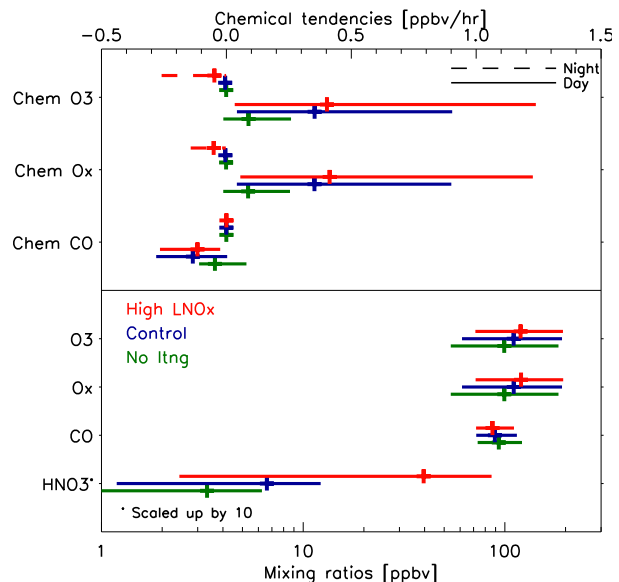 Chemical tendencies [ppbv/hr]
-0.5 0.0 0.5 1.0 1.5
Night
Day
Chem O3
Chem Ox
Chem CO
High LNOx
Control
No ltng
O3
Ox
CO
HNO3*
* Scaled up by 10
1 10 100
Mixing ratios [ppbv]